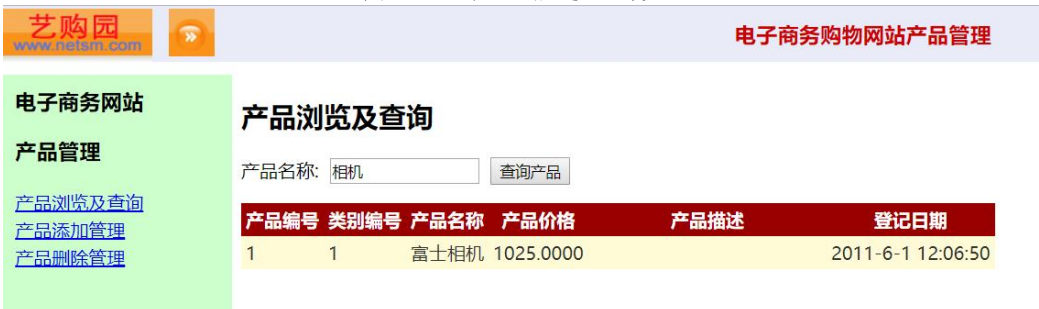 艺购园
www.netsm.com
电子商务购物网站产品管理
电子商务网站
产品管理
产品浏览及查询
产品添加管理
产品删除管理
产品浏览及查询
产品名称: 相机 查询产品
产品编号 类别编号 产品名称 产品价格 产品描述 登记日期
1 1 富士相机 1025.0000 2011-6-1 12:06:50